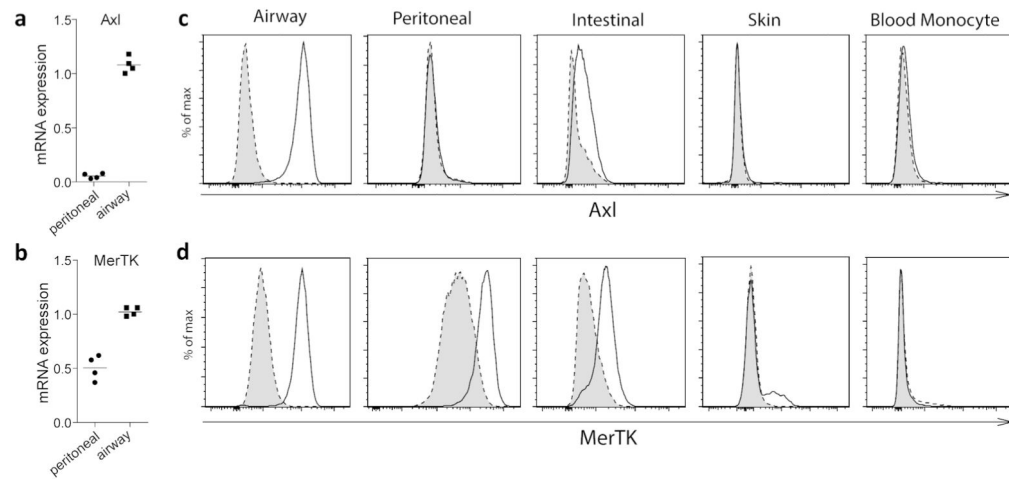 a
Axl
mRNA expression
1.5
1.0
0.5
0.0
peritoneal
airway
c
Airway
Peritoneal
Intestinal
Skin
Blood Monocyte
% of max
Axl
b
MerTK
mRNA expression
1.5
1.0
0.5
0.0
peritoneal
airway
d
% of max
MerTK